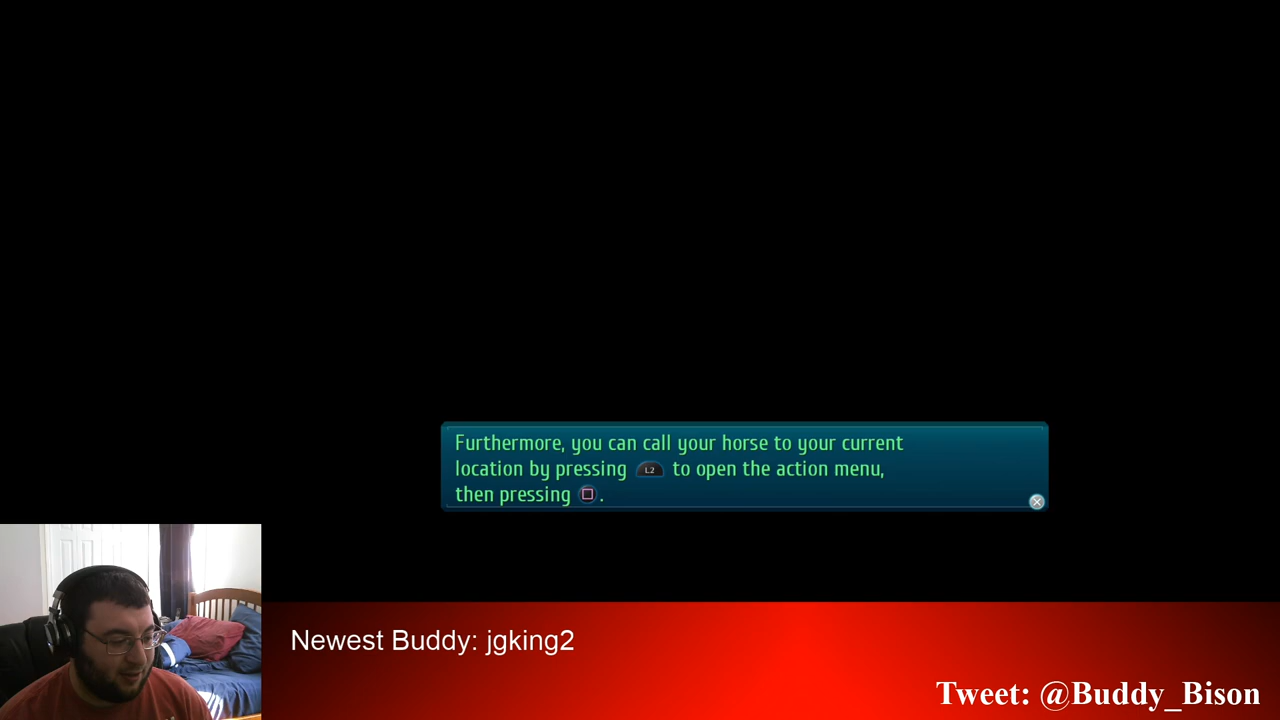 Furthermore, you can call your horse to your current
location by pressing L2 to open the action menu,
then pressing .
Newest Buddy: jgking2
Tweet: @Buddy_Bison